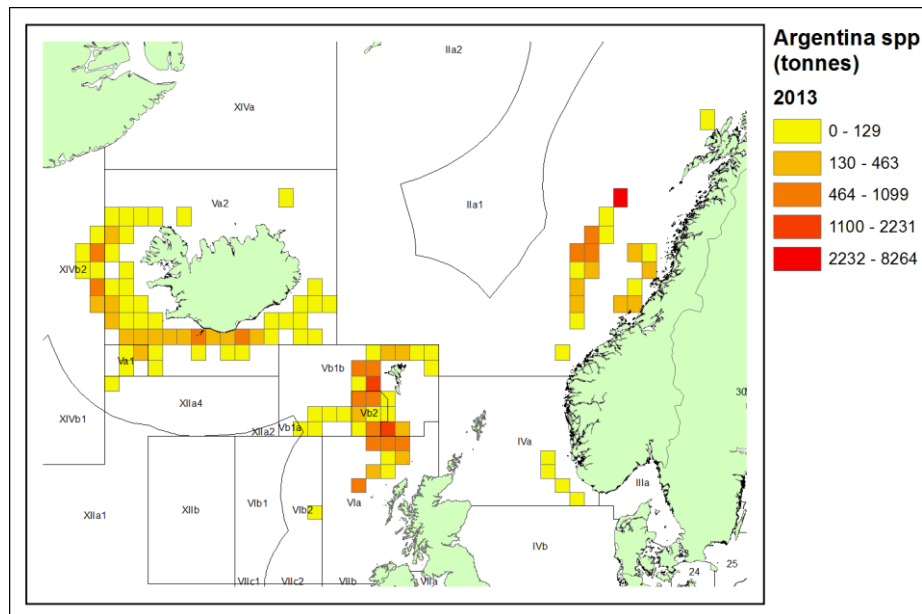 Argentina spp
(tonnes)
2013
0 - 129
130 - 463
464 - 1099
1100 - 2231
2232 - 8264
IIa2
XIVa
Va2
IIa1
XIVb2
Va1
Vb1b
XIIa4
Vb2
XIVb1
XIIa2
Vb1a
IVa
30
IIIa
VIa
XIIa1
XIIb
VIb1
VIb2
IVb
25
24
VIIc1
VIIc2
VIIb
VIIa